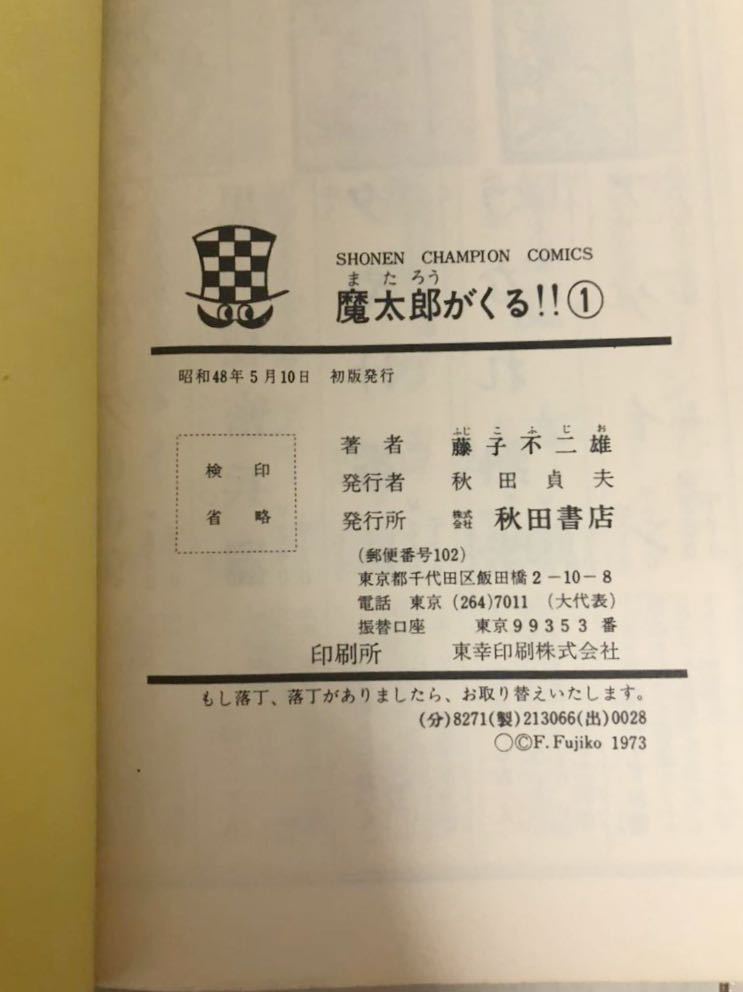 SHONEN CHAMPION COMICS
ま た ろう
魔太郎がくる!!①
昭和48年5月10日 初版発行
検印
省略
ふじ こ ふ じ お
著者 藤子不二雄
発行者 秋田貞夫
発行所 株式会社 秋田書店
(郵便番号102)
東京都千代田区飯田橋2-10-8
電話 東京 (264)7011 (大代表)
振替口座 東京99353番
印刷所 東幸印刷株式会社
もし落丁、落丁がありましたら、お取り替えいたします。
(分)8271(製)213066(出)0028
○©F.Fujiko 1973